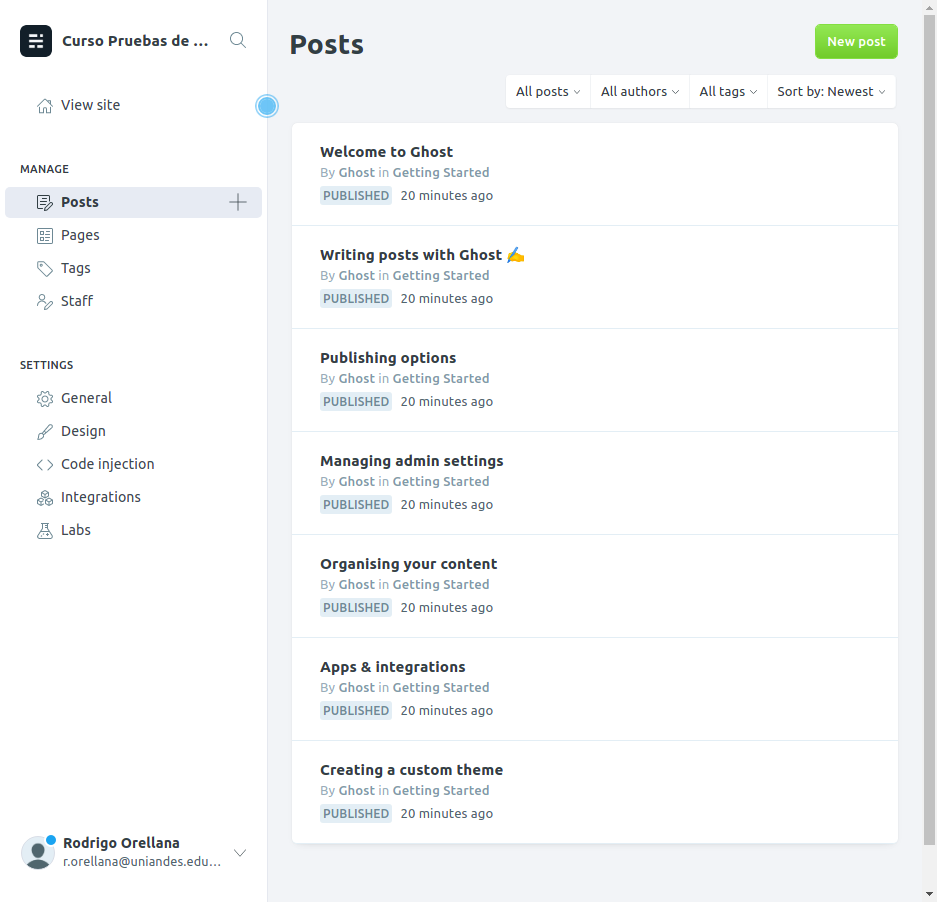 Curso Pruebas de ...
View site
MANAGE
Posts
Pages
Tags
Staff
SETTINGS
General
Design
Code injection
Integrations
Labs
Rodrigo Orellana
r.orellana@uniandes.edu...
Posts
New post
All posts
All authors
All tags
Sort by: Newest
Welcome to Ghost
By Ghost in Getting Started
PUBLISHED 20 minutes ago
Writing posts with Ghost ✍️
By Ghost in Getting Started
PUBLISHED 20 minutes ago
Publishing options
By Ghost in Getting Started
PUBLISHED 20 minutes ago
Managing admin settings
By Ghost in Getting Started
PUBLISHED 20 minutes ago
Organising your content
By Ghost in Getting Started
PUBLISHED 20 minutes ago
Apps & integrations
By Ghost in Getting Started
PUBLISHED 20 minutes ago
Creating a custom theme
By Ghost in Getting Started
PUBLISHED 20 minutes ago